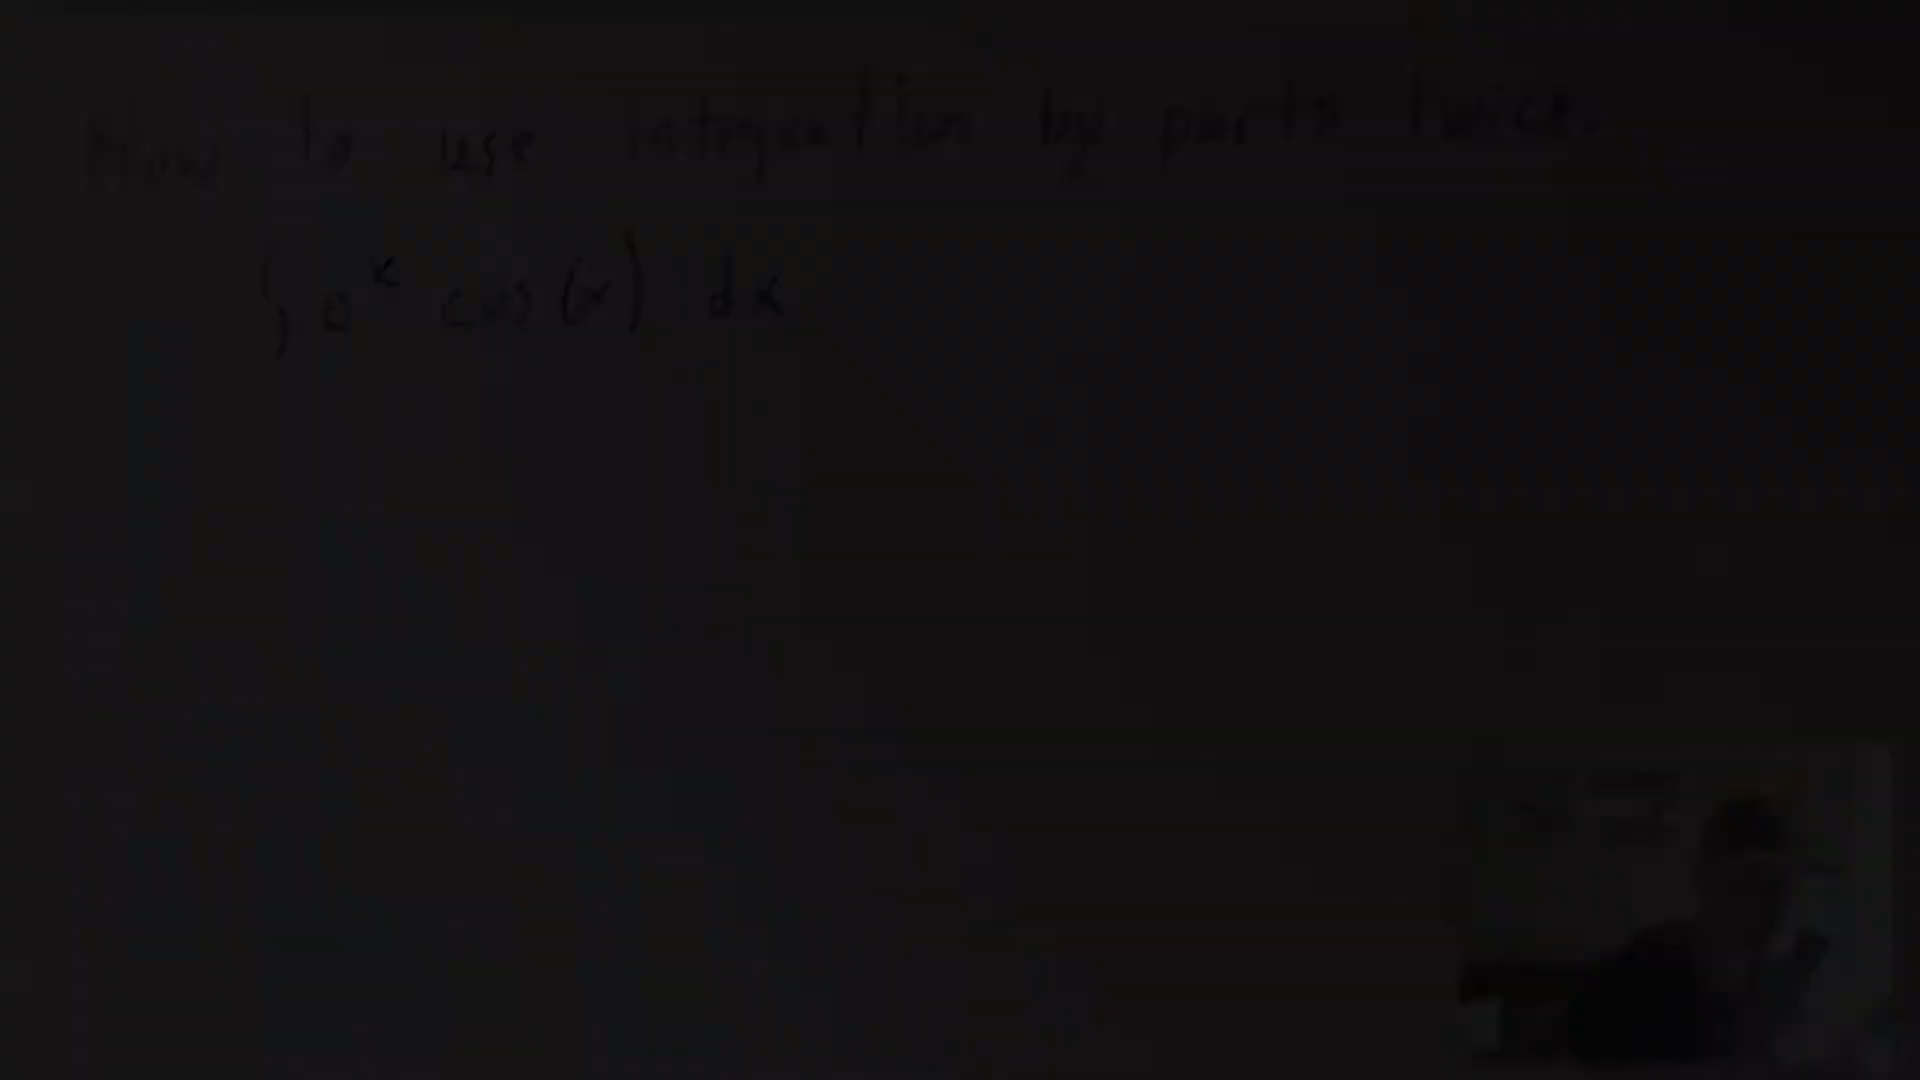 How to use integration by parts twice.
∫ e^x cos(x) dx